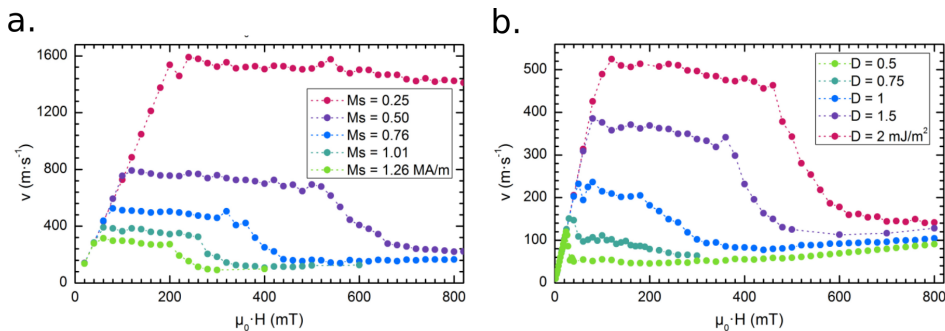 a.
1600
1200
800
400
0
v (m·s⁻¹)
Ms = 0.25
Ms = 0.50
Ms = 0.76
Ms = 1.01
Ms = 1.26 MA/m
0 200 400 600 800
μ₀·H (mT)
b.
500
400
300
200
100
0
v (m·s⁻¹)
D = 0.5
D = 0.75
D = 1
D = 1.5
D = 2 mJ/m²
0 200 400 600 800
μ₀·H (mT)